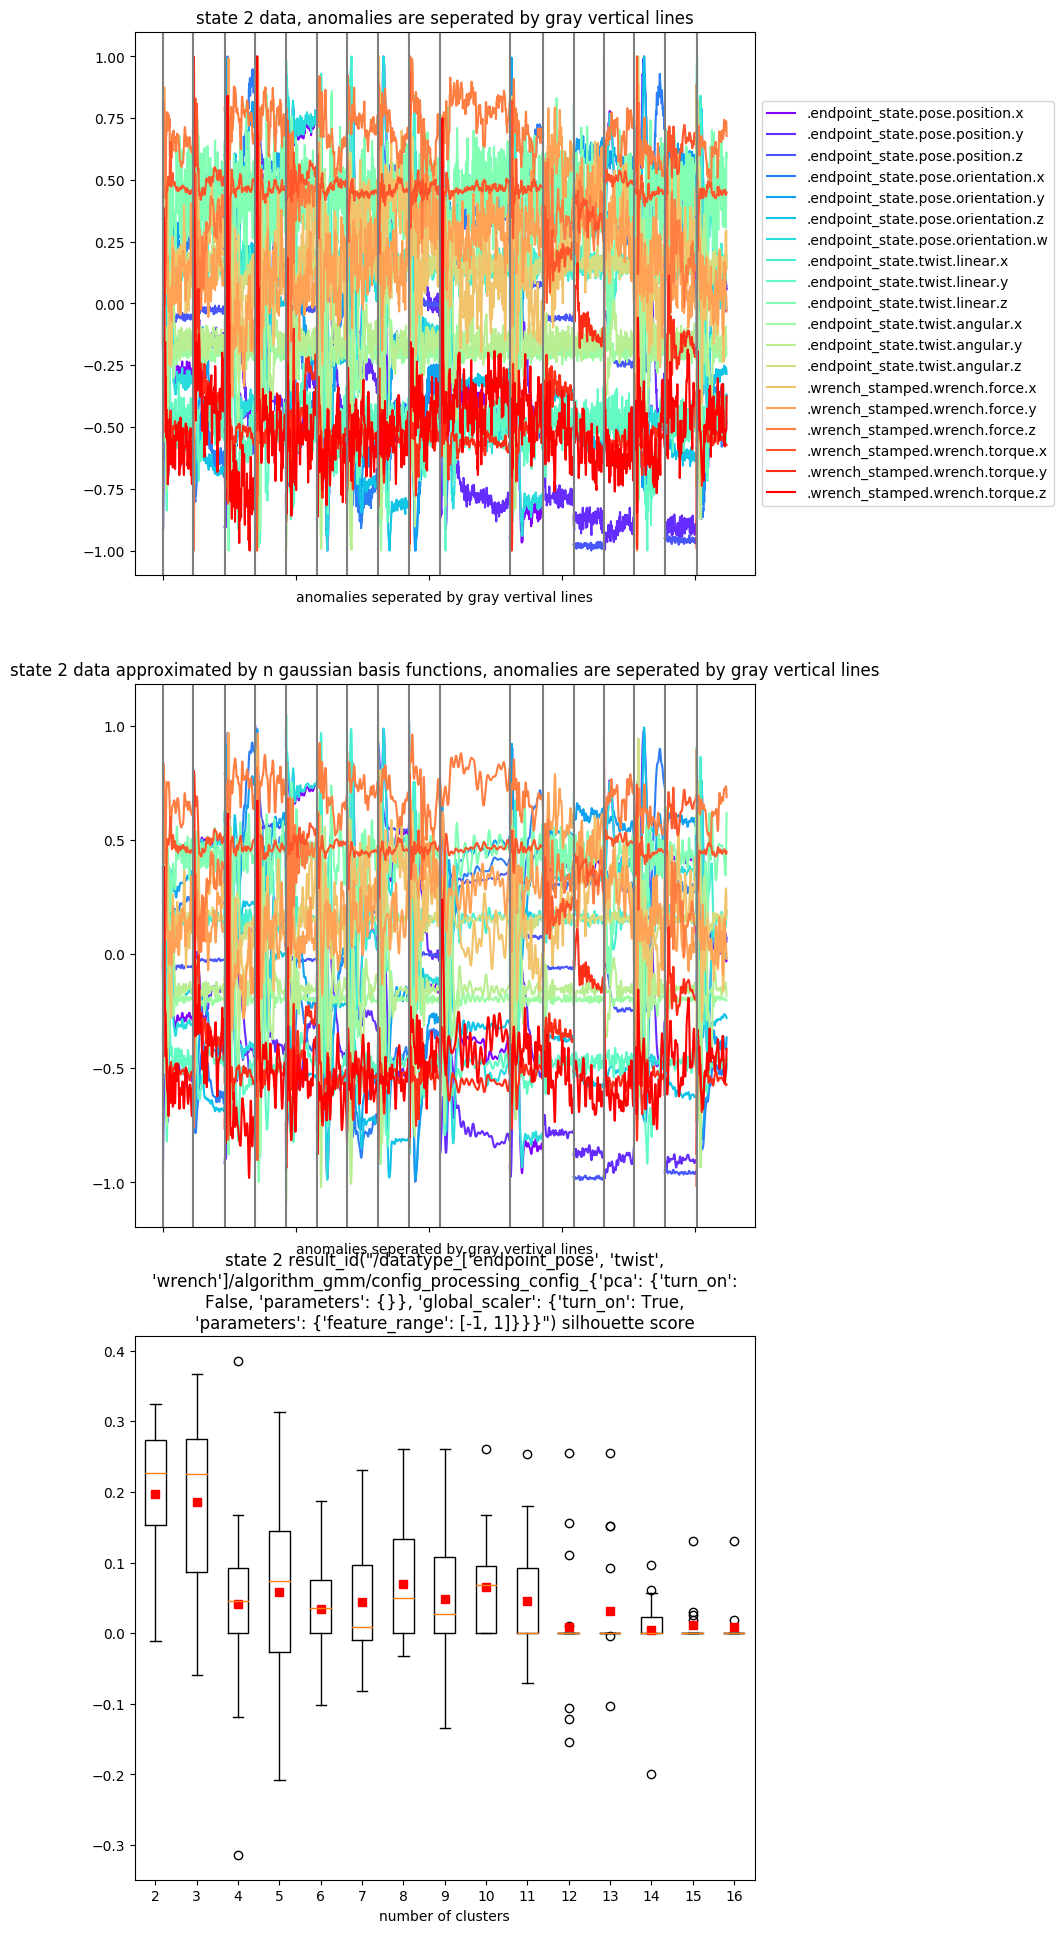 state 2 data, anomalies are seperated by gray vertical lines
1.00
0.75
0.50
0.25
0.00
−0.25
−0.50
−0.75
−1.00
anomalies seperated by gray vertival lines
.endpoint_state.pose.position.x
.endpoint_state.pose.position.y
.endpoint_state.pose.position.z
.endpoint_state.pose.orientation.x
.endpoint_state.pose.orientation.y
.endpoint_state.pose.orientation.z
.endpoint_state.pose.orientation.w
.endpoint_state.twist.linear.x
.endpoint_state.twist.linear.y
.endpoint_state.twist.linear.z
.endpoint_state.twist.angular.x
.endpoint_state.twist.angular.y
.endpoint_state.twist.angular.z
.wrench_stamped.wrench.force.x
.wrench_stamped.wrench.force.y
.wrench_stamped.wrench.force.z
.wrench_stamped.wrench.torque.x
.wrench_stamped.wrench.torque.y
.wrench_stamped.wrench.torque.z
state 2 data approximated by n gaussian basis functions, anomalies are seperated by gray vertical lines
1.0
0.5
0.0
−0.5
−1.0
anomalies seperated by gray vertival lines
state 2 result_id("/datatype_['endpoint_pose', 'twist',
'wrench']/algorithm_gmm/config_processing_config_{'pca': {'turn_on':
False, 'parameters': {}}, 'global_scaler': {'turn_on': True,
'parameters': {'feature_range': [-1, 1]}}}") silhouette score
0.4
0.3
0.2
0.1
0.0
−0.1
−0.2
−0.3
2 3 4 5 6 7 8 9 10 11 12 13 14 15 16
number of clusters